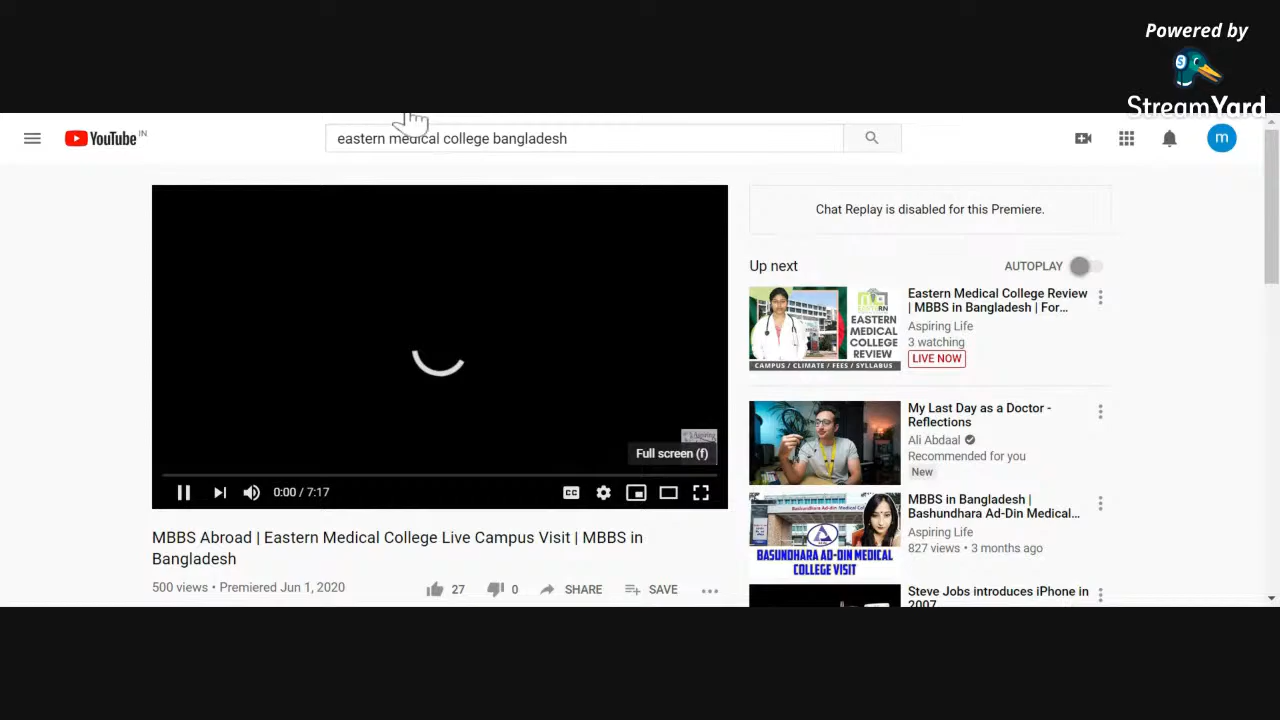 Powered by
StreamYard
YouTube IN
eastern medical college bangladesh
m
Chat Replay is disabled for this Premiere.
Up next
AUTOPLAY
Eastern Medical College Review
| MBBS in Bangladesh | For...
Aspiring Life
3 watching
LIVE NOW
EASTERN
MEDICAL
COLLEGE
REVIEW
CAMPUS / CLIMATE / FEES / SYLLABUS
My Last Day as a Doctor -
Reflections
Ali Abdaal
Recommended for you
New
Full screen (f)
0:00 / 7:17
CC
MBBS in Bangladesh |
Bashundhara Ad-Din Medical...
Aspiring Life
827 views • 3 months ago
BASUNDHARA AD-DIN MEDICAL
COLLEGE VISIT
MBBS Abroad | Eastern Medical College Live Campus Visit | MBBS in
Bangladesh
500 views • Premiered Jun 1, 2020
27
0
SHARE
SAVE
Steve Jobs introduces iPhone in
2007